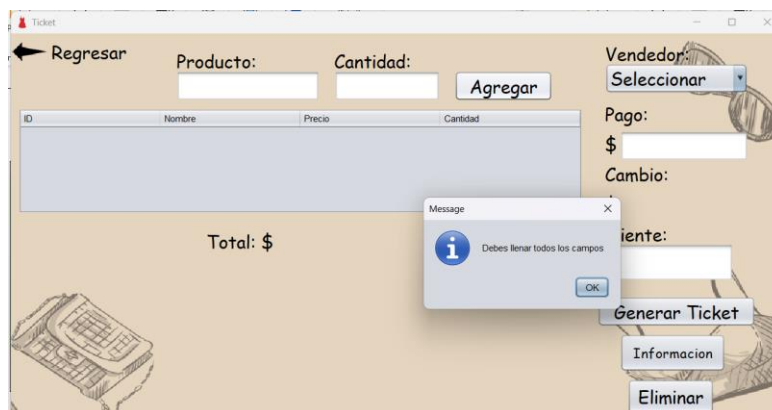 Ticket
Regresar
Producto:
Cantidad:
Agregar
Vendedor:
Seleccionar
ID Nombre Precio Cantidad
Pago:
$
Cambio:
Message
Debes llenar todos los campos
OK
Total: $
Generar Ticket
Informacion
Eliminar